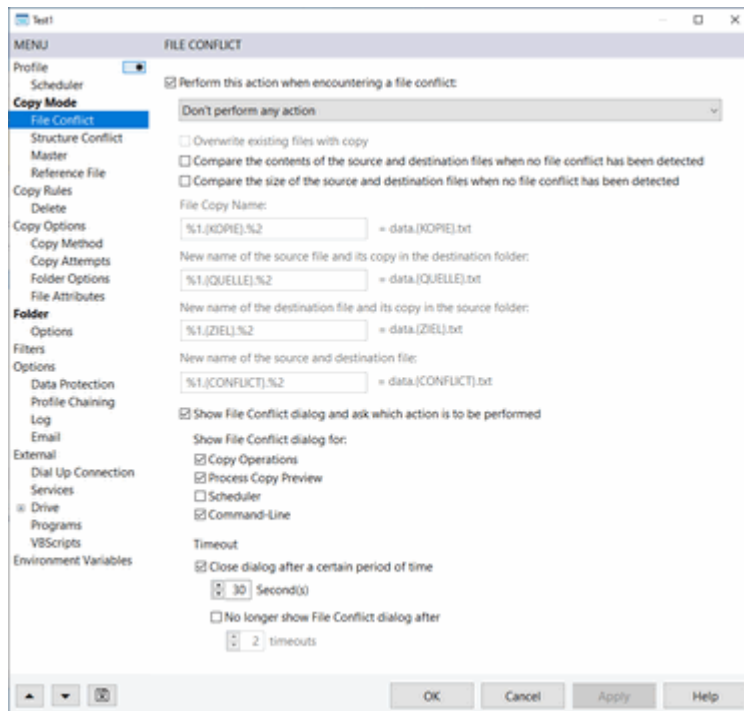 Test1
MENU
Profile
Scheduler
Copy Mode
File Conflict
Structure Conflict
Master
Reference File
Copy Rules
Delete
Copy Options
Copy Method
Copy Attempts
Folder Options
File Attributes
Folder
Options
Filters
Options
Data Protection
Profile Chaining
Log
Email
External
Dial Up Connection
Services
Drive
Programs
VBScripts
Environment Variables
FILE CONFLICT
Perform this action when encountering a file conflict:
Don't perform any action
Overwrite existing files with copy
Compare the contents of the source and destination files when no file conflict has been detected
Compare the size of the source and destination files when no file conflict has been detected
File Copy Name:
%1.(KOPIE).%2 = data.(KOPIE).txt
New name of the source file and its copy in the destination folder:
%1.(QUELLE).%2 = data.(QUELLE).txt
New name of the destination file and its copy in the source folder:
%1.(ZIEL).%2 = data.(ZIEL).txt
New name of the source and destination file:
%1.(CONFLICT).%2 = data.(CONFLICT).txt
Show File Conflict dialog and ask which action is to be performed
Show File Conflict dialog for:
Copy Operations
Process Copy Preview
Scheduler
Command-Line
Timeout
Close dialog after a certain period of time
30 Second(s)
No longer show File Conflict dialog after
2 timeouts
OK Cancel Apply Help